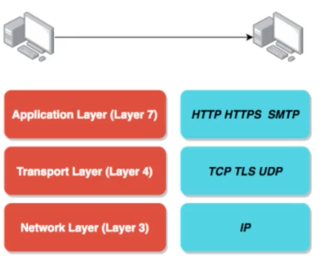 Application Layer (Layer 7)
HTTP HTTPS SMTP
Transport Layer (Layer 4)
TCP TLS UDP
Network Layer (Layer 3)
IP